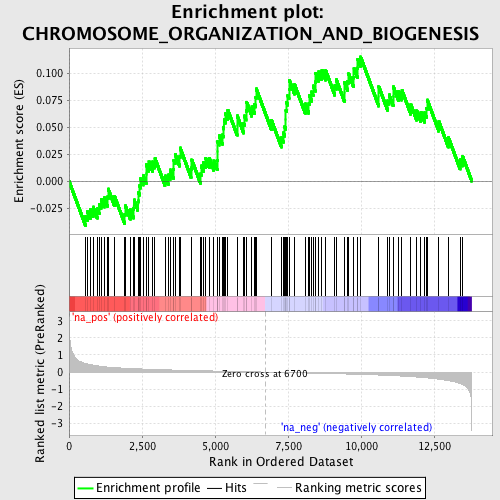 Enrichment plot:
CHROMOSOME_ORGANIZATION_AND_BIOGENESIS
Enrichment score (ES)
0.100
0.075
0.050
0.025
0.000
-0.025
'na_pos' (positively correlated)
Ranked list metric (PreRanked)
3
2
1
0
-1
-2
-3
Zero cross at 6700
'na_neg' (negatively correlated)
0
2,500
5,000
7,500
10,000
12,500
Rank in Ordered Dataset
Enrichment profile
Hits
Ranking metric scores